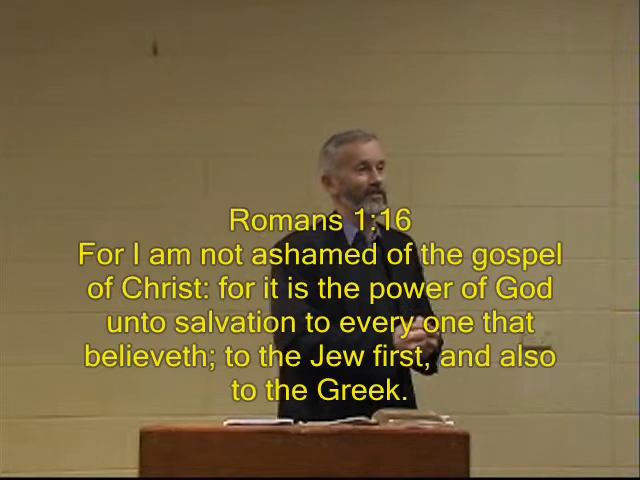 Romans 1:16
For I am not ashamed of the gospel
of Christ: for it is the power of God
unto salvation to every one that
believeth; to the Jew first, and also
to the Greek.